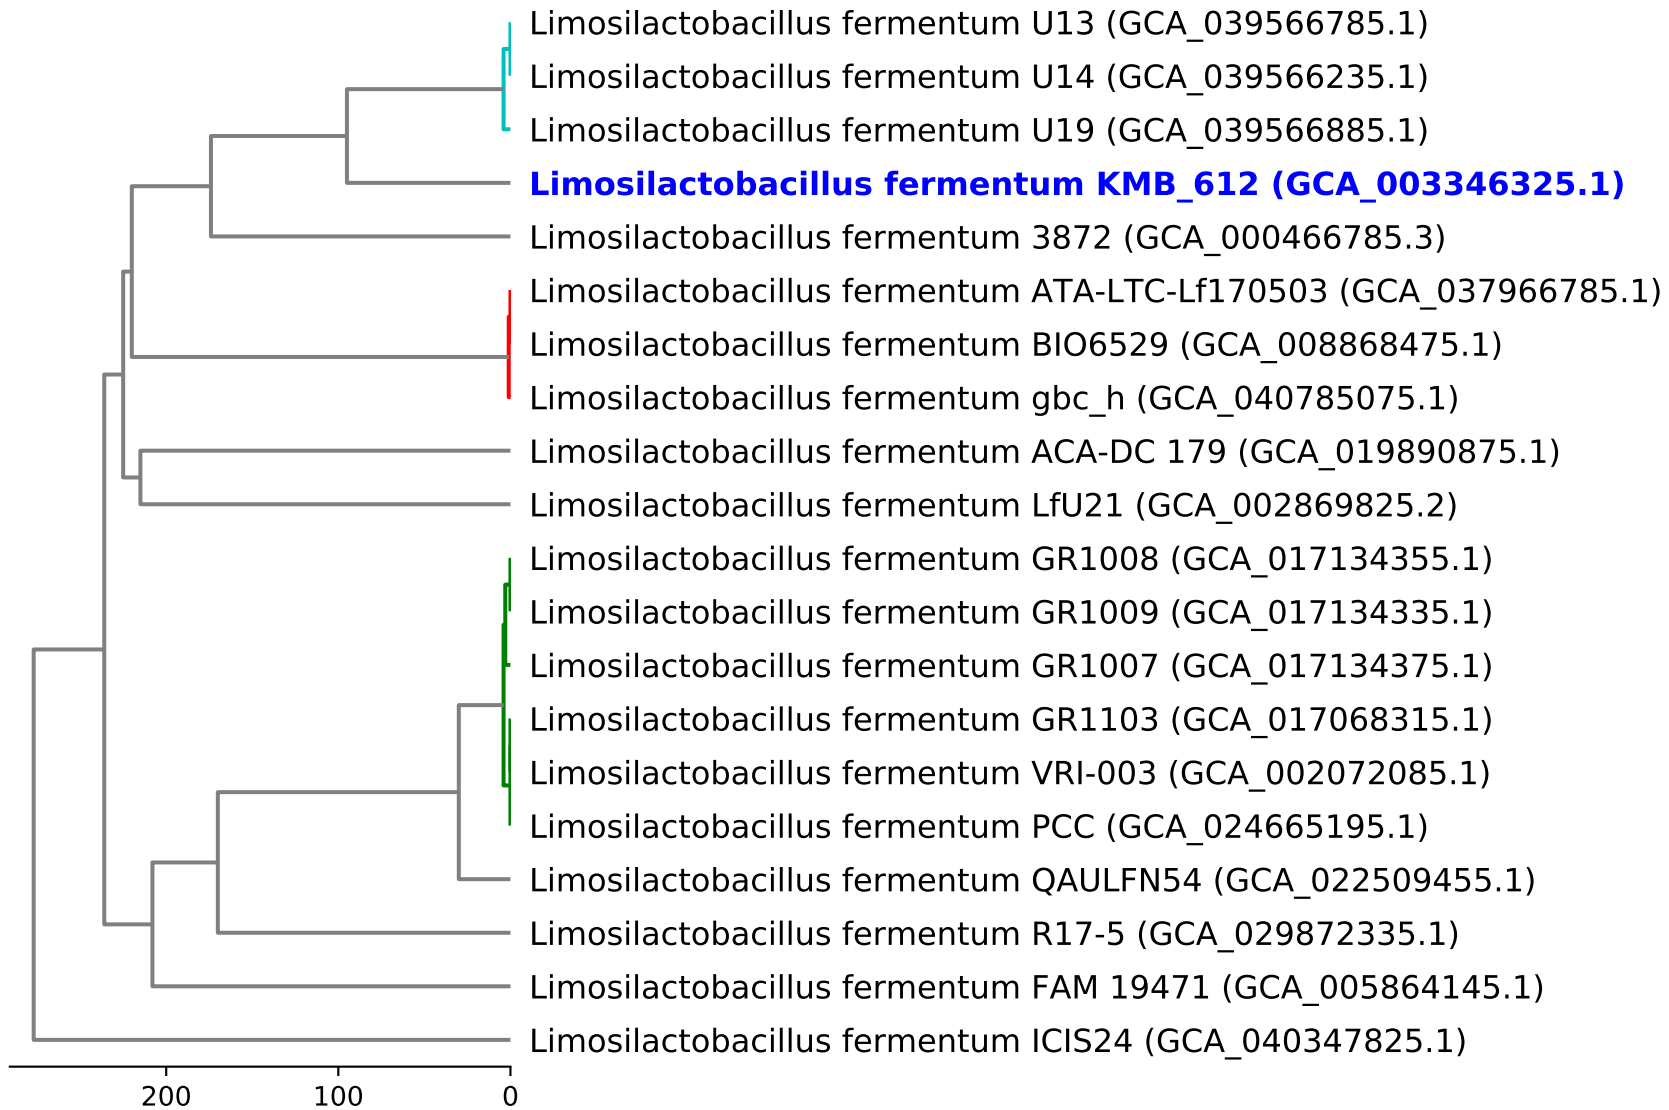 Limosilactobacillus fermentum U13 (GCA_039566785.1)
Limosilactobacillus fermentum U14 (GCA_039566235.1)
Limosilactobacillus fermentum U19 (GCA_039566885.1)
Limosilactobacillus fermentum KMB_612 (GCA_003346325.1)
Limosilactobacillus fermentum 3872 (GCA_000466785.3)
Limosilactobacillus fermentum ATA-LTC-Lf170503 (GCA_037966785.1)
Limosilactobacillus fermentum BIO6529 (GCA_008868475.1)
Limosilactobacillus fermentum gbc_h (GCA_040785075.1)
Limosilactobacillus fermentum ACA-DC 179 (GCA_019890875.1)
Limosilactobacillus fermentum LfU21 (GCA_002869825.2)
Limosilactobacillus fermentum GR1008 (GCA_017134355.1)
Limosilactobacillus fermentum GR1009 (GCA_017134335.1)
Limosilactobacillus fermentum GR1007 (GCA_017134375.1)
Limosilactobacillus fermentum GR1103 (GCA_017068315.1)
Limosilactobacillus fermentum VRI-003 (GCA_002072085.1)
Limosilactobacillus fermentum PCC (GCA_024665195.1)
Limosilactobacillus fermentum QAULFN54 (GCA_022509455.1)
Limosilactobacillus fermentum R17-5 (GCA_029872335.1)
Limosilactobacillus fermentum FAM 19471 (GCA_005864145.1)
Limosilactobacillus fermentum ICIS24 (GCA_040347825.1)
200 100 0